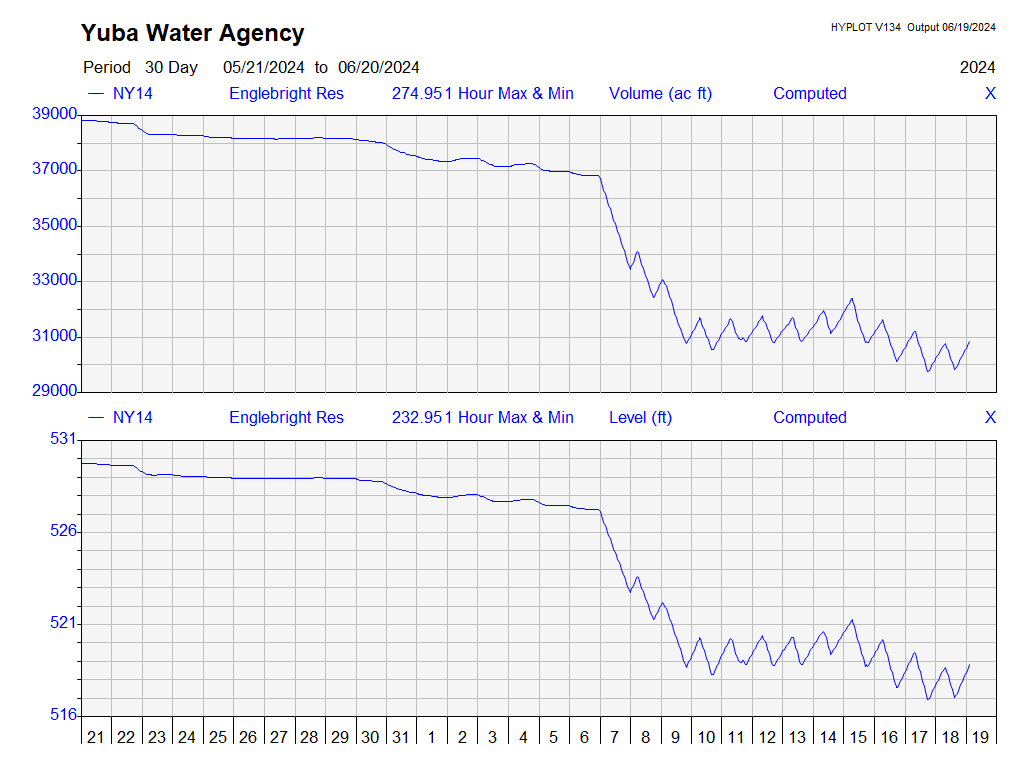 Yuba Water Agency
HYPLOT V134 Output 06/19/2024
Period 30 Day 05/21/2024 to 06/20/2024 2024
NY14 Englebright Res 274.951 Hour Max & Min Volume (ac ft) Computed X
39000
37000
35000
33000
31000
29000
NY14 Englebright Res 232.951 Hour Max & Min Level (ft) Computed X
531
526
521
516
21 22 23 24 25 26 27 28 29 30 31 1 2 3 4 5 6 7 8 9 10 11 12 13 14 15 16 17 18 19